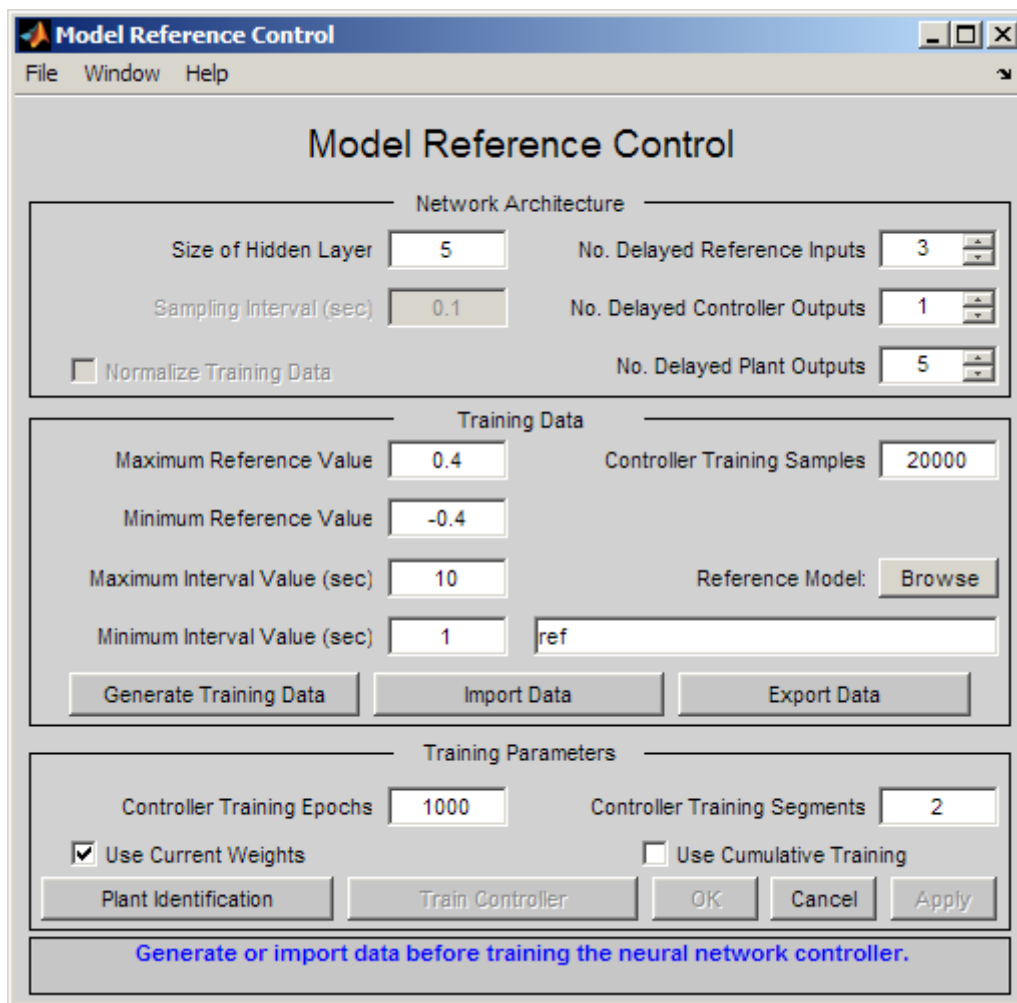 Model Reference Control
File Window Help
Model Reference Control
Network Architecture
Size of Hidden Layer 5 No. Delayed Reference Inputs 3
Sampling Interval (sec) 0.1 No. Delayed Controller Outputs 1
Normalize Training Data No. Delayed Plant Outputs 5
Training Data
Maximum Reference Value 0.4 Controller Training Samples 20000
Minimum Reference Value -0.4
Maximum Interval Value (sec) 10 Reference Model: Browse
Minimum Interval Value (sec) 1 ref
Generate Training Data Import Data Export Data
Training Parameters
Controller Training Epochs 1000 Controller Training Segments 2
Use Current Weights Use Cumulative Training
Plant Identification Train Controller OK Cancel Apply
Generate or import data before training the neural network controller.